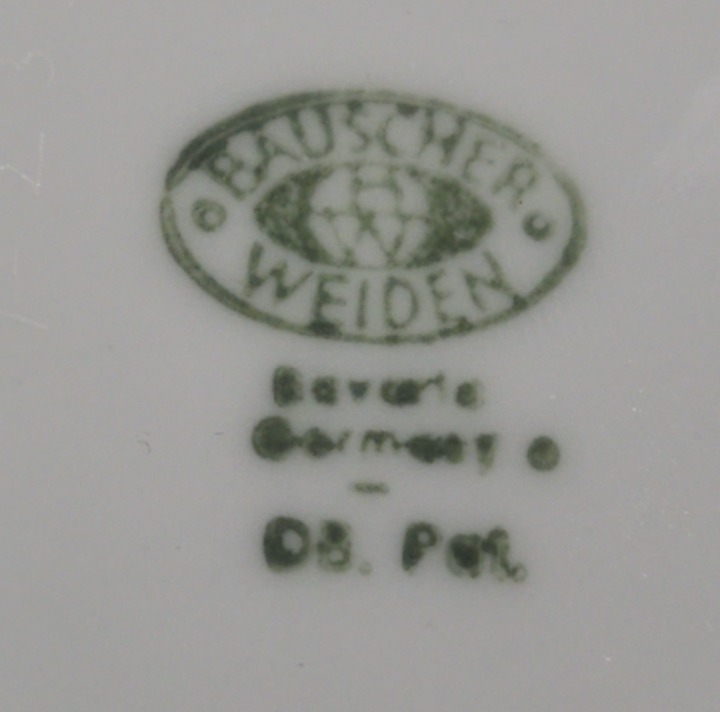 BAUSCHER
WEIDEN
Bavaria
Germany
DB. Pat.